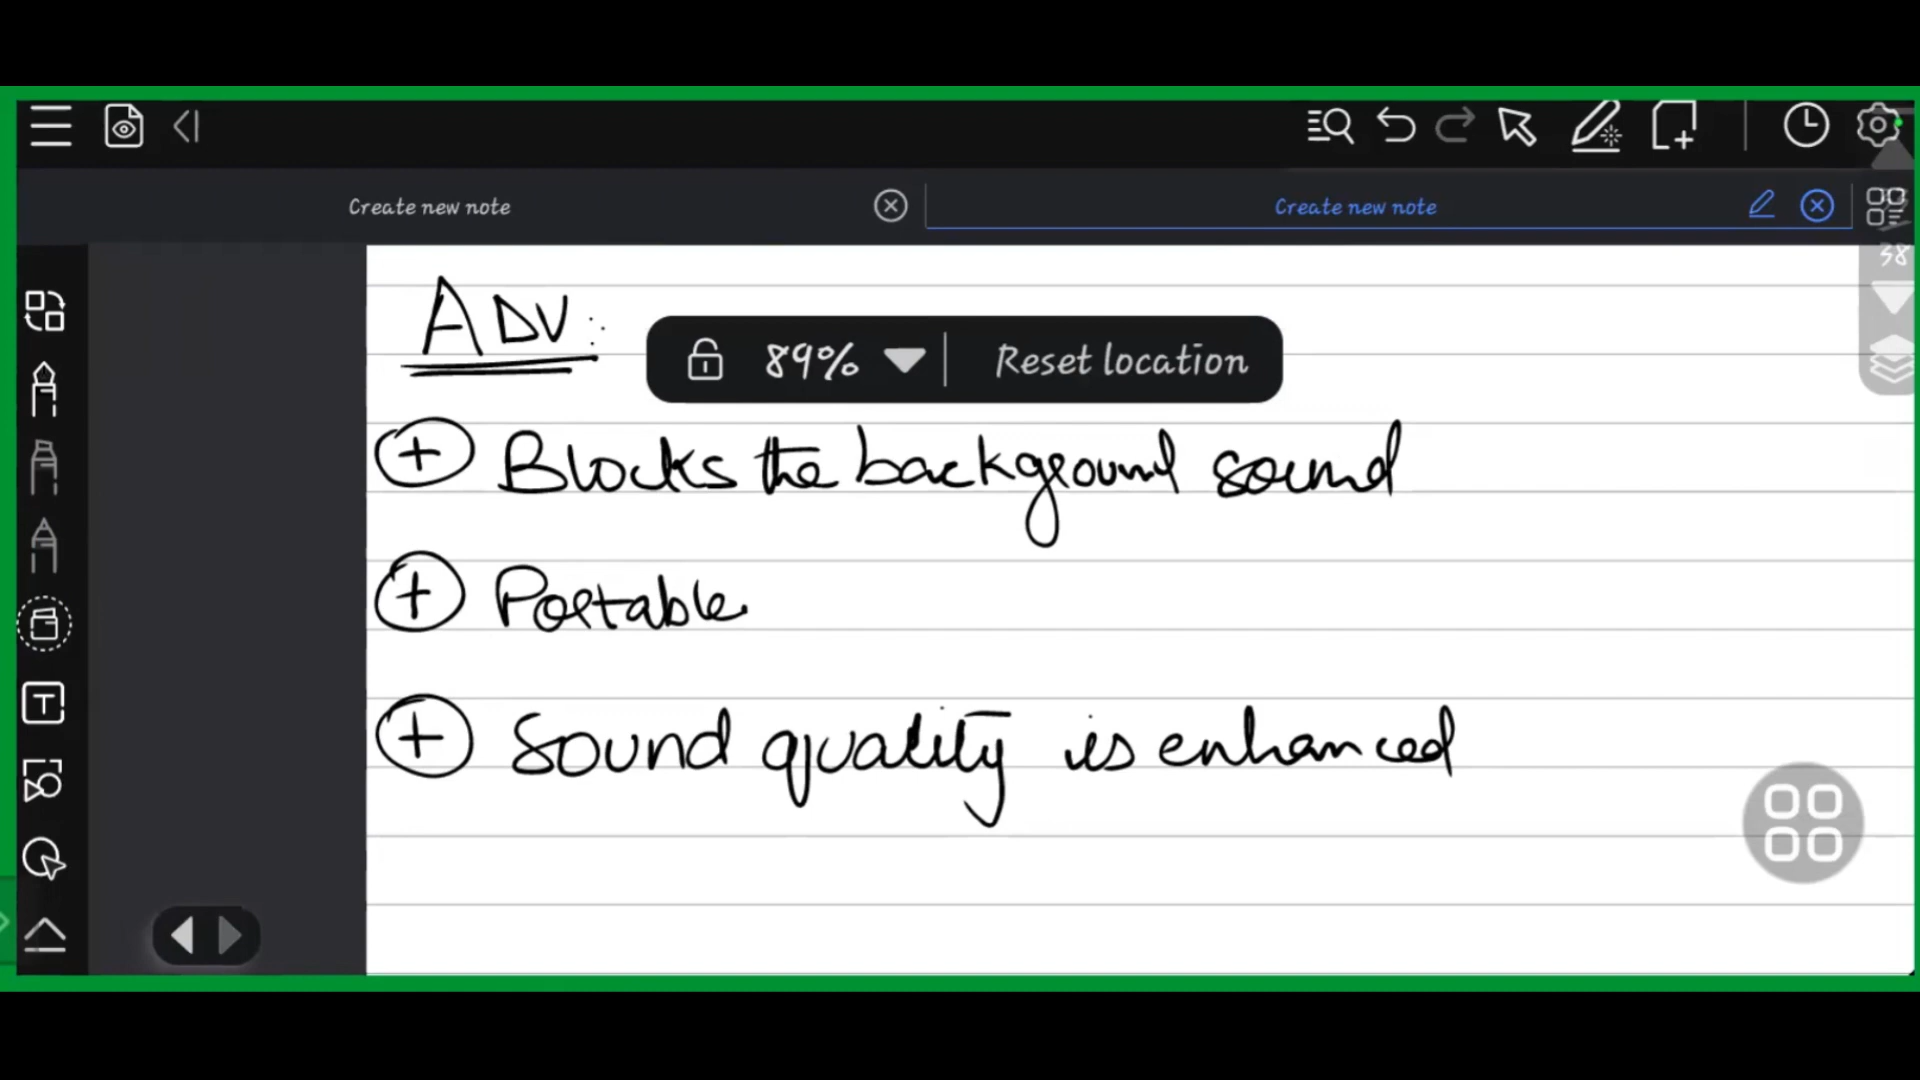 Create new note
Create new note
38
ADV:
89% Reset location
+ Blocks the background sound
+ Portable
+ Sound quality is enhanced